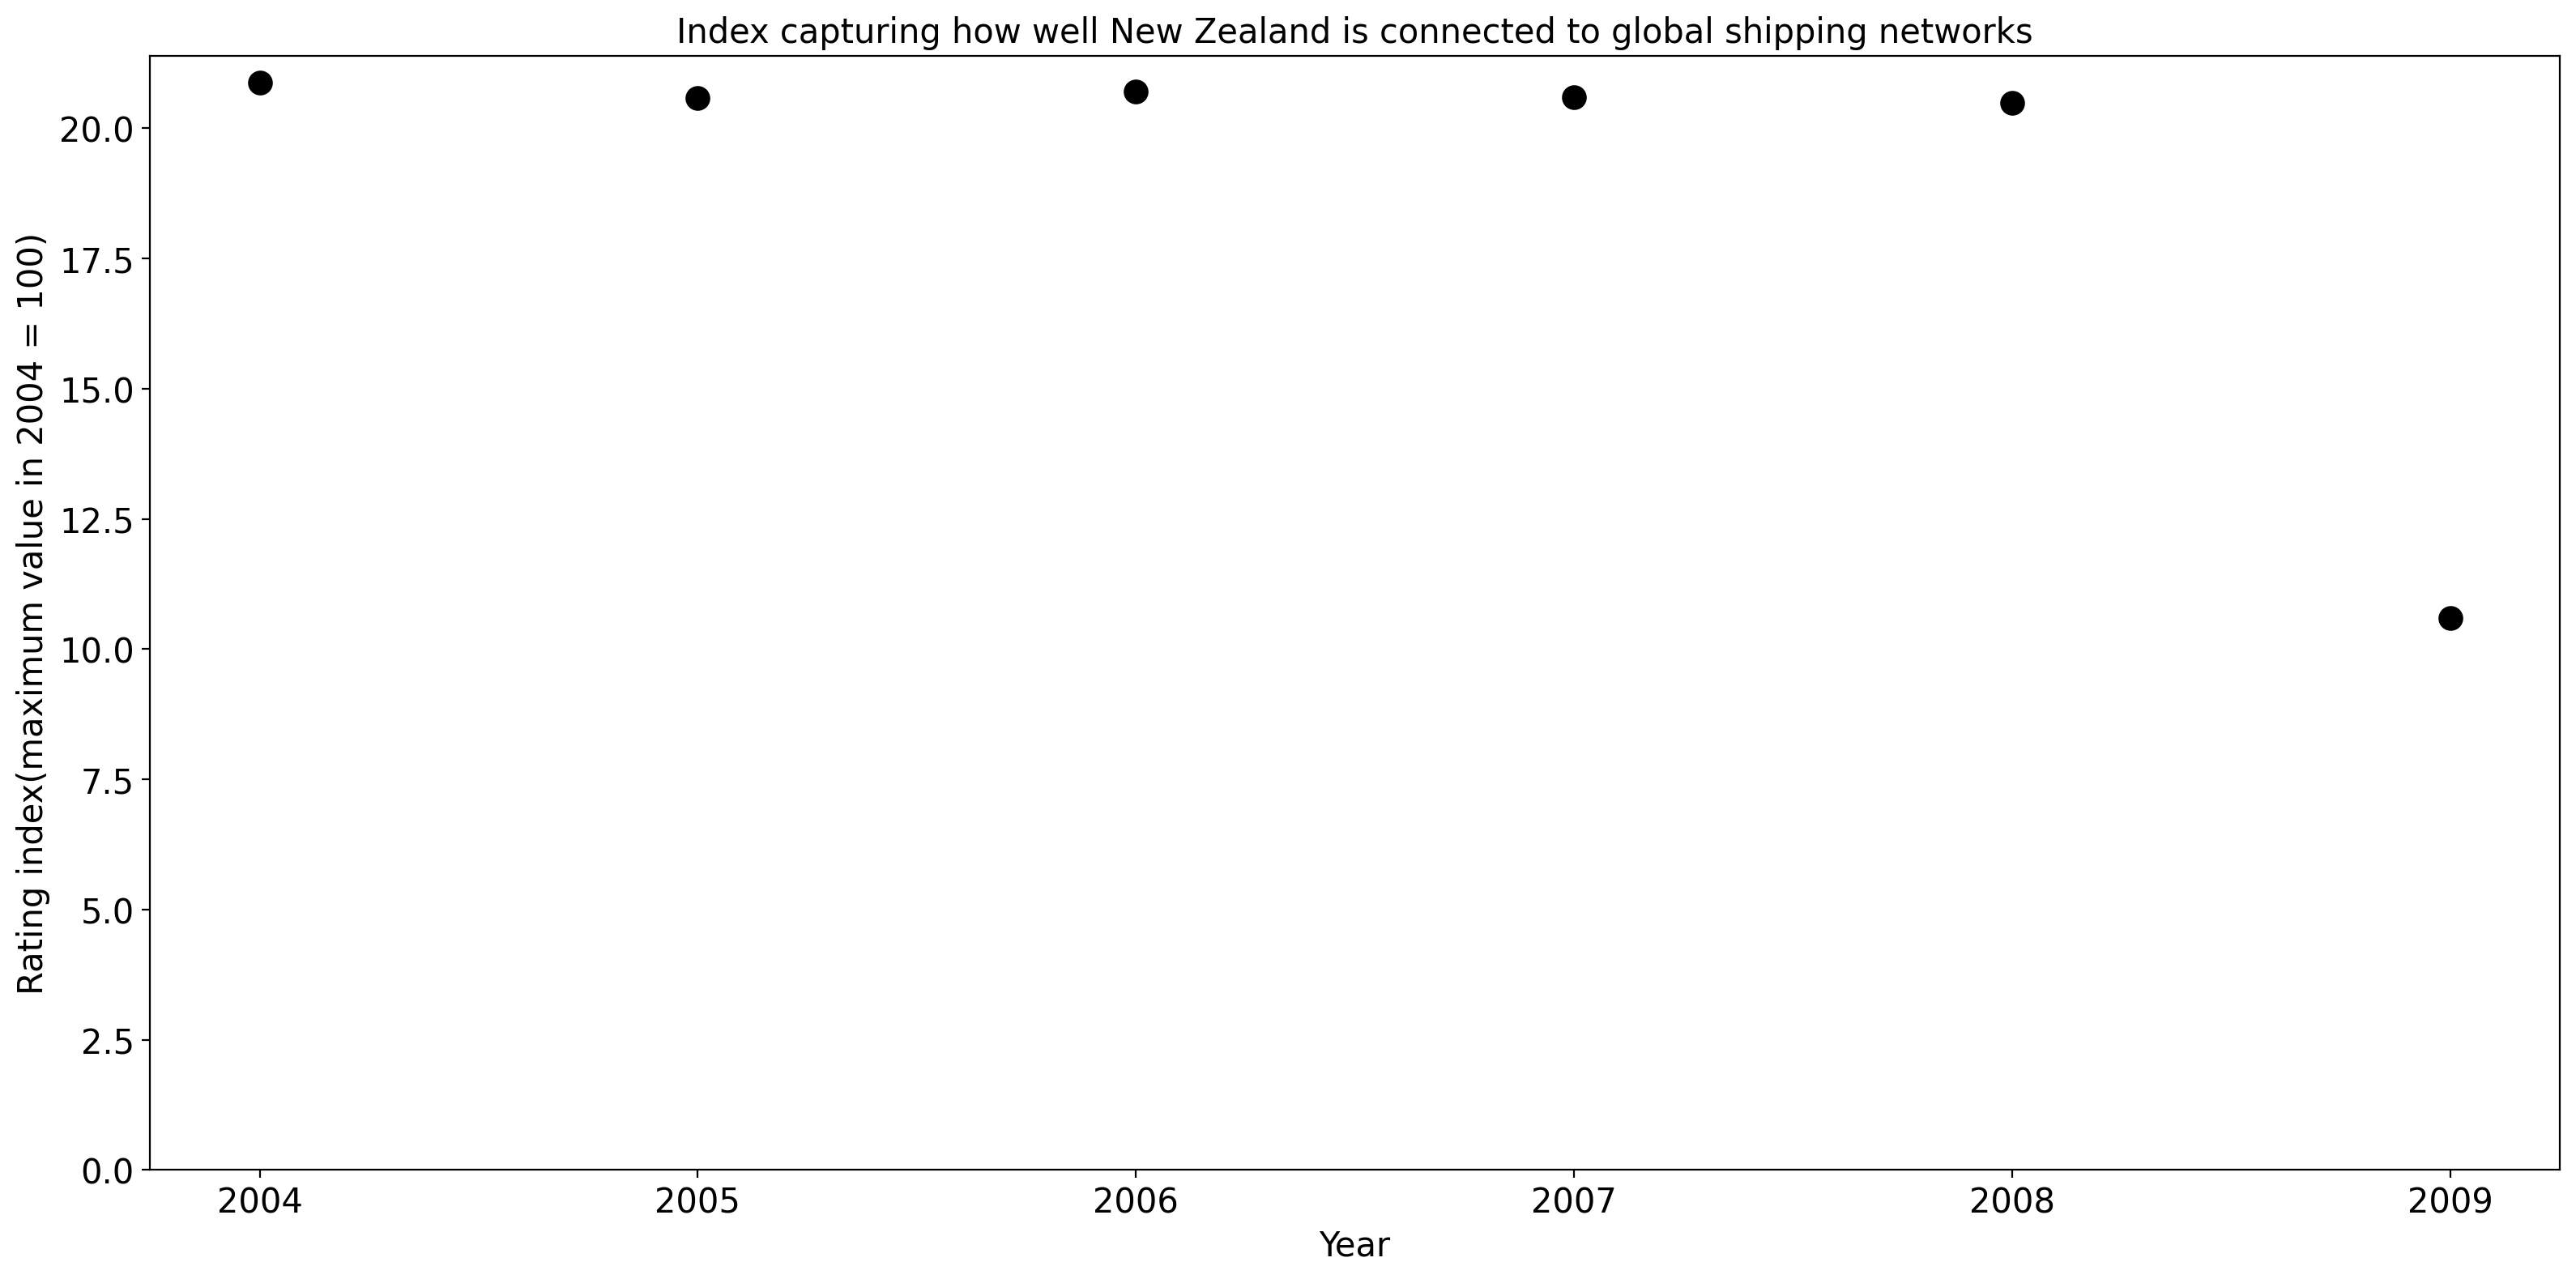 Index capturing how well New Zealand is connected to global shipping networks
Rating index(maximum value in 2004 = 100)
20.0
17.5
15.0
12.5
10.0
7.5
5.0
2.5
0.0
2004 2005 2006 2007 2008 2009
Year